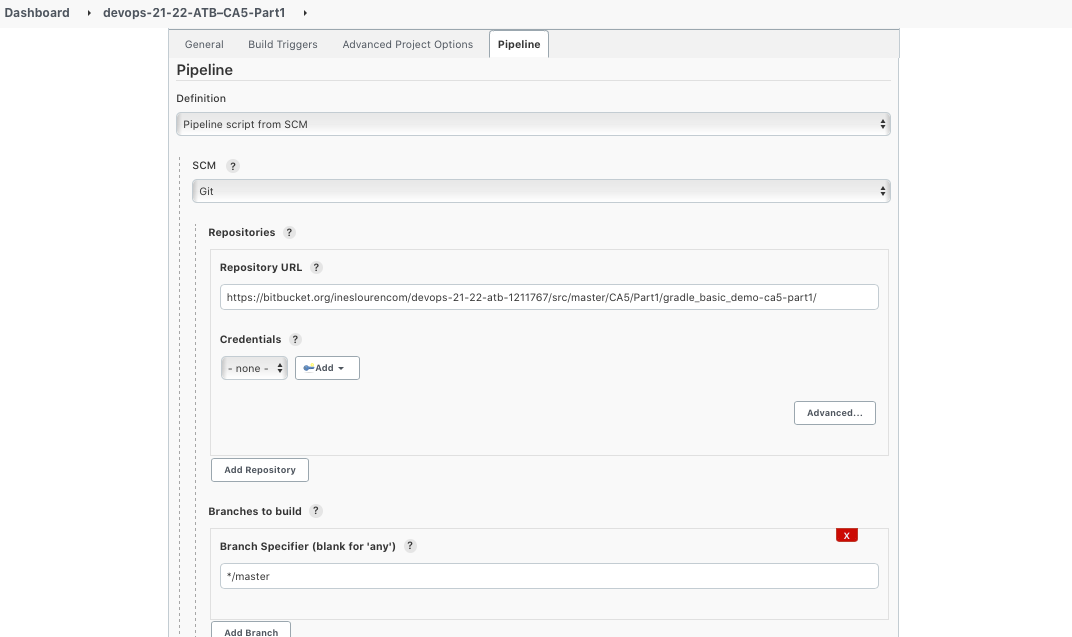 Dashboard ▸ devops-21-22-ATB–CA5-Part1 ▸
General Build Triggers Advanced Project Options Pipeline
Pipeline
Definition
Pipeline script from SCM
SCM ?
Git
Repositories ?
Repository URL ?
https://bitbucket.org/ineslourencom/devops-21-22-atb-1211767/src/master/CA5/Part1/gradle_basic_demo-ca5-part1/
Credentials ?
- none - Add
Advanced...
Add Repository
Branches to build ?
X
Branch Specifier (blank for 'any') ?
*/master
Add Branch